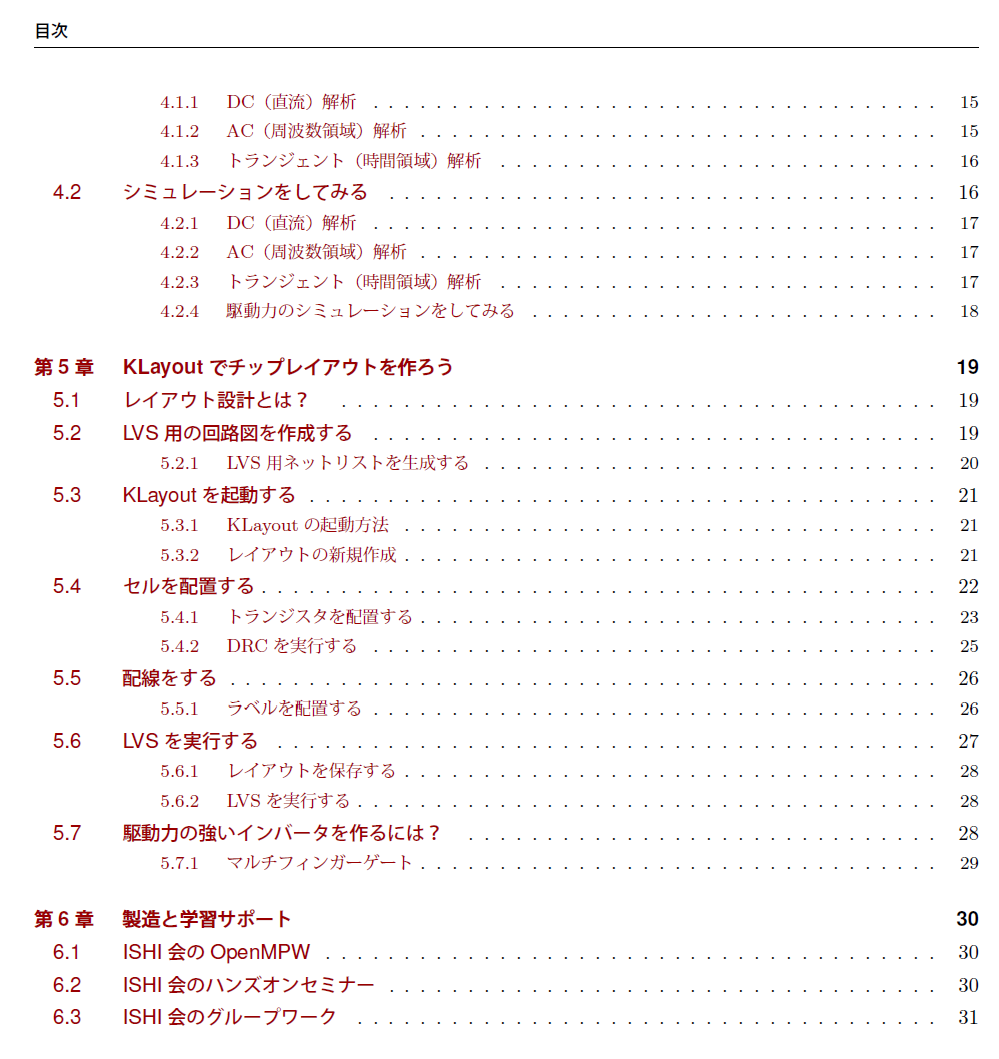 目次
4.1.1 DC（直流）解析 . . . . . . . . . . . . . . . . . . . . . . . . . . . . . . . . . . . . 15
4.1.2 AC（周波数領域）解析 . . . . . . . . . . . . . . . . . . . . . . . . . . . . . . . . . 15
4.1.3 トランジェント（時間領域）解析 . . . . . . . . . . . . . . . . . . . . . . . . . . . . 16
4.2 シミュレーションをしてみる . . . . . . . . . . . . . . . . . . . . . . . . . . . . . . . . . . . 16
4.2.1 DC（直流）解析 . . . . . . . . . . . . . . . . . . . . . . . . . . . . . . . . . . . . 17
4.2.2 AC（周波数領域）解析 . . . . . . . . . . . . . . . . . . . . . . . . . . . . . . . . . 17
4.2.3 トランジェント（時間領域）解析 . . . . . . . . . . . . . . . . . . . . . . . . . . . . 17
4.2.4 駆動力のシミュレーションをしてみる . . . . . . . . . . . . . . . . . . . . . . . . . . 18
第 5 章 KLayout でチップレイアウトを作ろう 19
5.1 レイアウト設計とは？ . . . . . . . . . . . . . . . . . . . . . . . . . . . . . . . . . . . . . . 19
5.2 LVS 用の回路図を作成する . . . . . . . . . . . . . . . . . . . . . . . . . . . . . . . . . . . . 19
5.2.1 LVS 用ネットリストを生成する . . . . . . . . . . . . . . . . . . . . . . . . . . . . . 20
5.3 KLayout を起動する . . . . . . . . . . . . . . . . . . . . . . . . . . . . . . . . . . . . . . . . 21
5.3.1 KLayout の起動方法 . . . . . . . . . . . . . . . . . . . . . . . . . . . . . . . . . . 21
5.3.2 レイアウトの新規作成 . . . . . . . . . . . . . . . . . . . . . . . . . . . . . . . . . . 21
5.4 セルを配置する . . . . . . . . . . . . . . . . . . . . . . . . . . . . . . . . . . . . . . . . . . . 22
5.4.1 トランジスタを配置する . . . . . . . . . . . . . . . . . . . . . . . . . . . . . . . . . 23
5.4.2 DRC を実行する . . . . . . . . . . . . . . . . . . . . . . . . . . . . . . . . . . . . 25
5.5 配線をする . . . . . . . . . . . . . . . . . . . . . . . . . . . . . . . . . . . . . . . . . . . . . 26
5.5.1 ラベルを配置する . . . . . . . . . . . . . . . . . . . . . . . . . . . . . . . . . . . . 26
5.6 LVS を実行する . . . . . . . . . . . . . . . . . . . . . . . . . . . . . . . . . . . . . . . . . . 27
5.6.1 レイアウトを保存する . . . . . . . . . . . . . . . . . . . . . . . . . . . . . . . . . . 28
5.6.2 LVS を実行する . . . . . . . . . . . . . . . . . . . . . . . . . . . . . . . . . . . . . 28
5.7 駆動力の強いインバータを作るには？ . . . . . . . . . . . . . . . . . . . . . . . . . . . . . . 28
5.7.1 マルチフィンガーゲート . . . . . . . . . . . . . . . . . . . . . . . . . . . . . . . . . 29
第 6 章 製造と学習サポート 30
6.1 ISHI 会の OpenMPW . . . . . . . . . . . . . . . . . . . . . . . . . . . . . . . . . . . . . . . 30
6.2 ISHI 会のハンズオンセミナー . . . . . . . . . . . . . . . . . . . . . . . . . . . . . . . . . . . 30
6.3 ISHI 会のグループワーク . . . . . . . . . . . . . . . . . . . . . . . . . . . . . . . . . . . . . 31